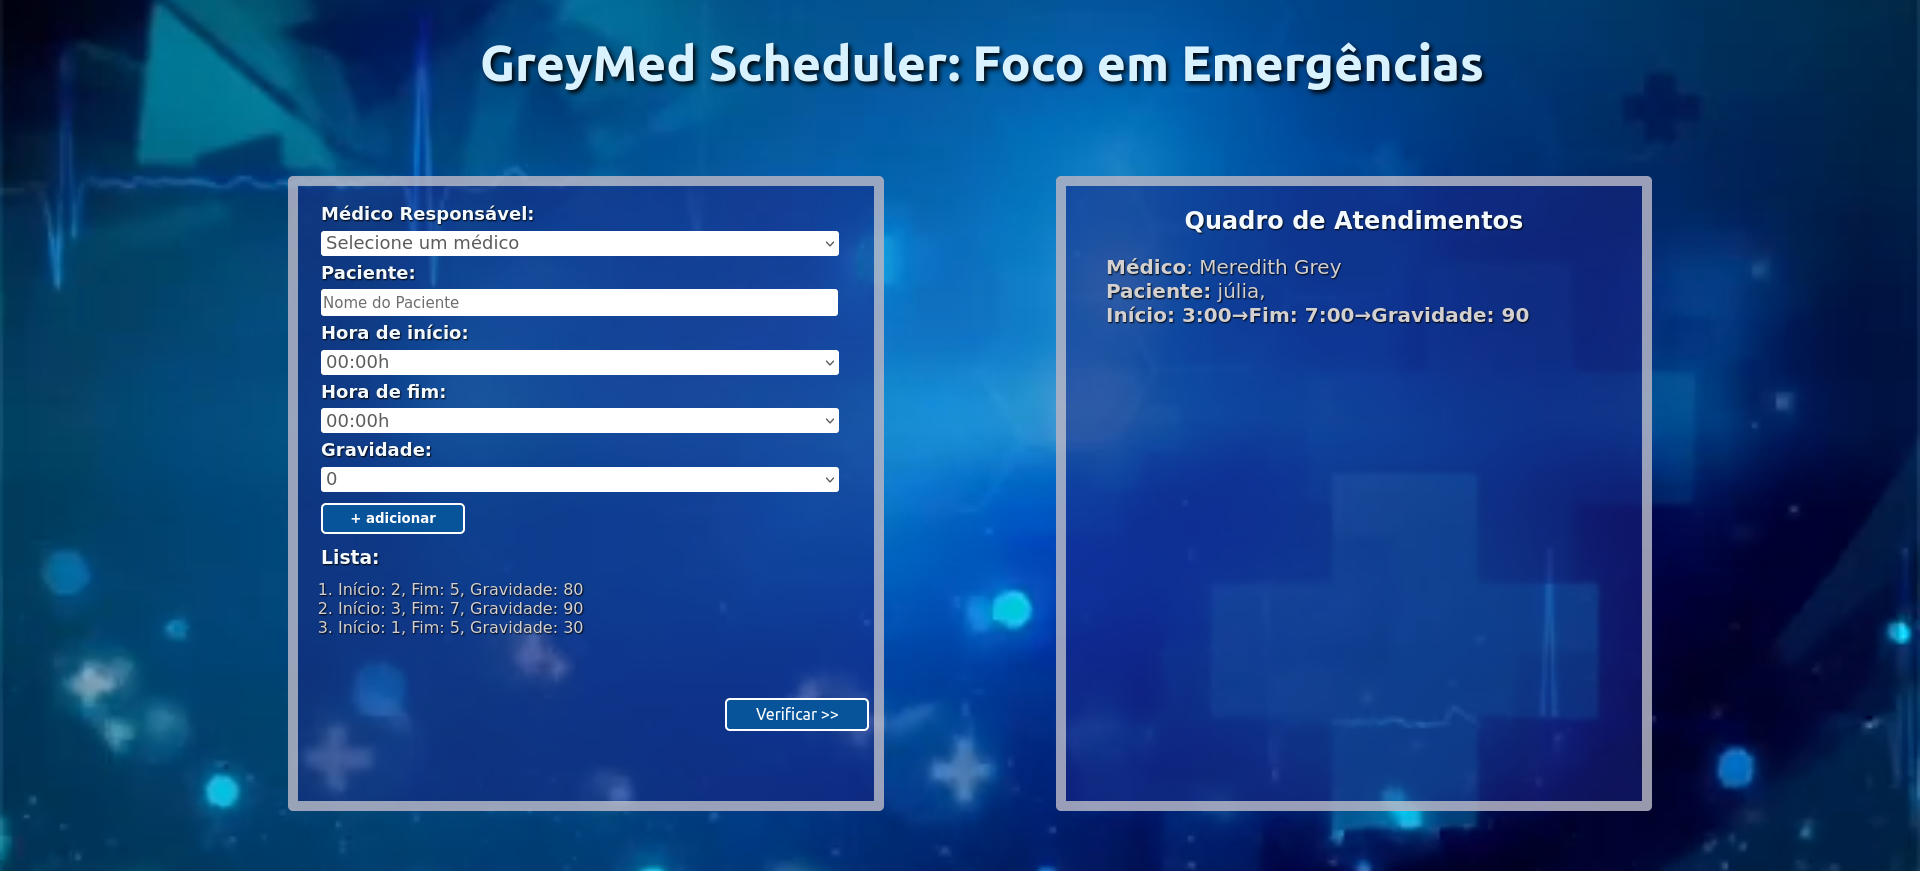 GreyMed Scheduler: Foco em Emergências
Médico Responsável:
Selecione um médico
Paciente:
Nome do Paciente
Hora de início:
00:00h
Hora de fim:
00:00h
Gravidade:
0
+ adicionar
Lista:
1. Início: 2, Fim: 5, Gravidade: 80
2. Início: 3, Fim: 7, Gravidade: 90
3. Início: 1, Fim: 5, Gravidade: 30
Verificar >>
Quadro de Atendimentos
Médico: Meredith Grey
Paciente: júlia,
Início: 3:00→Fim: 7:00→Gravidade: 90